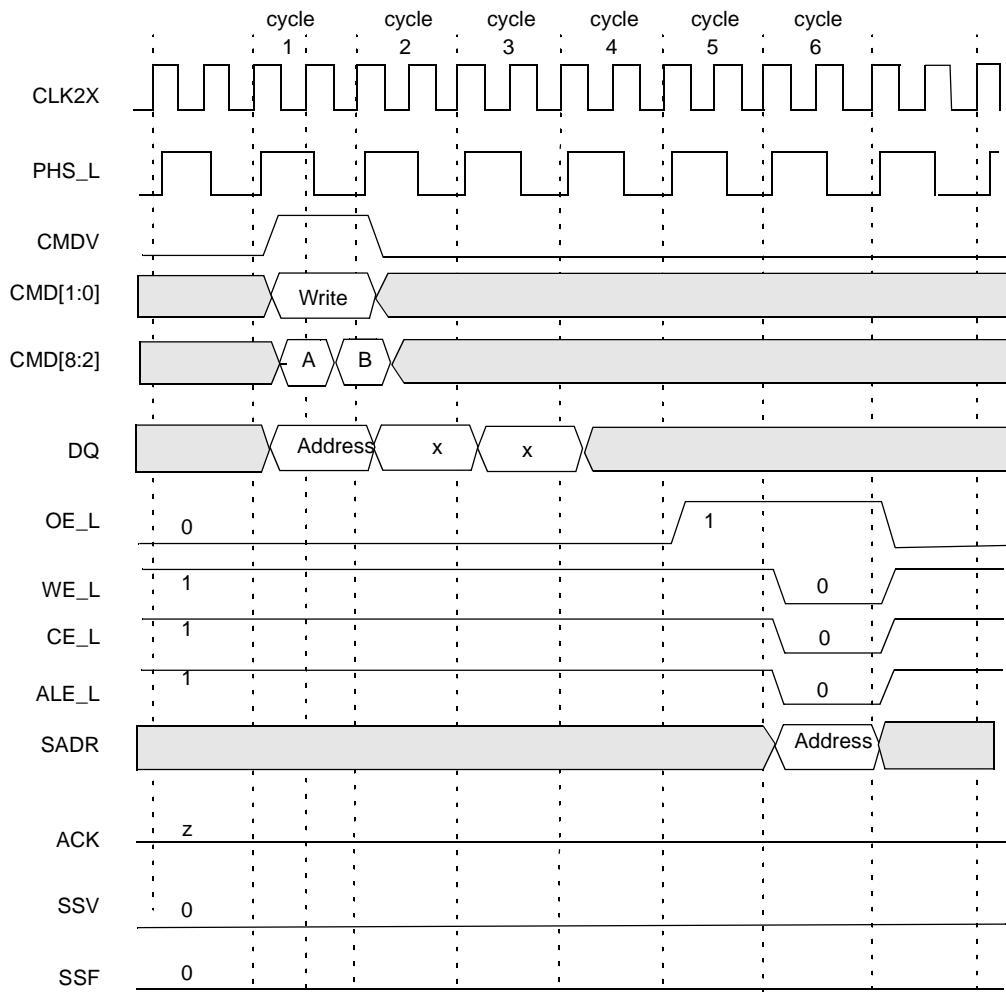 cycle cycle cycle cycle cycle cycle
1 2 3 4 5 6
CLK2X
PHS_L
CMDV
CMD[1:0] Write
CMD[8:2] A B
DQ Address x x
OE_L 0 1
WE_L 1 0
CE_L 1 0
ALE_L 1 0
SADR Address
ACK z
SSV 0
SSF 0